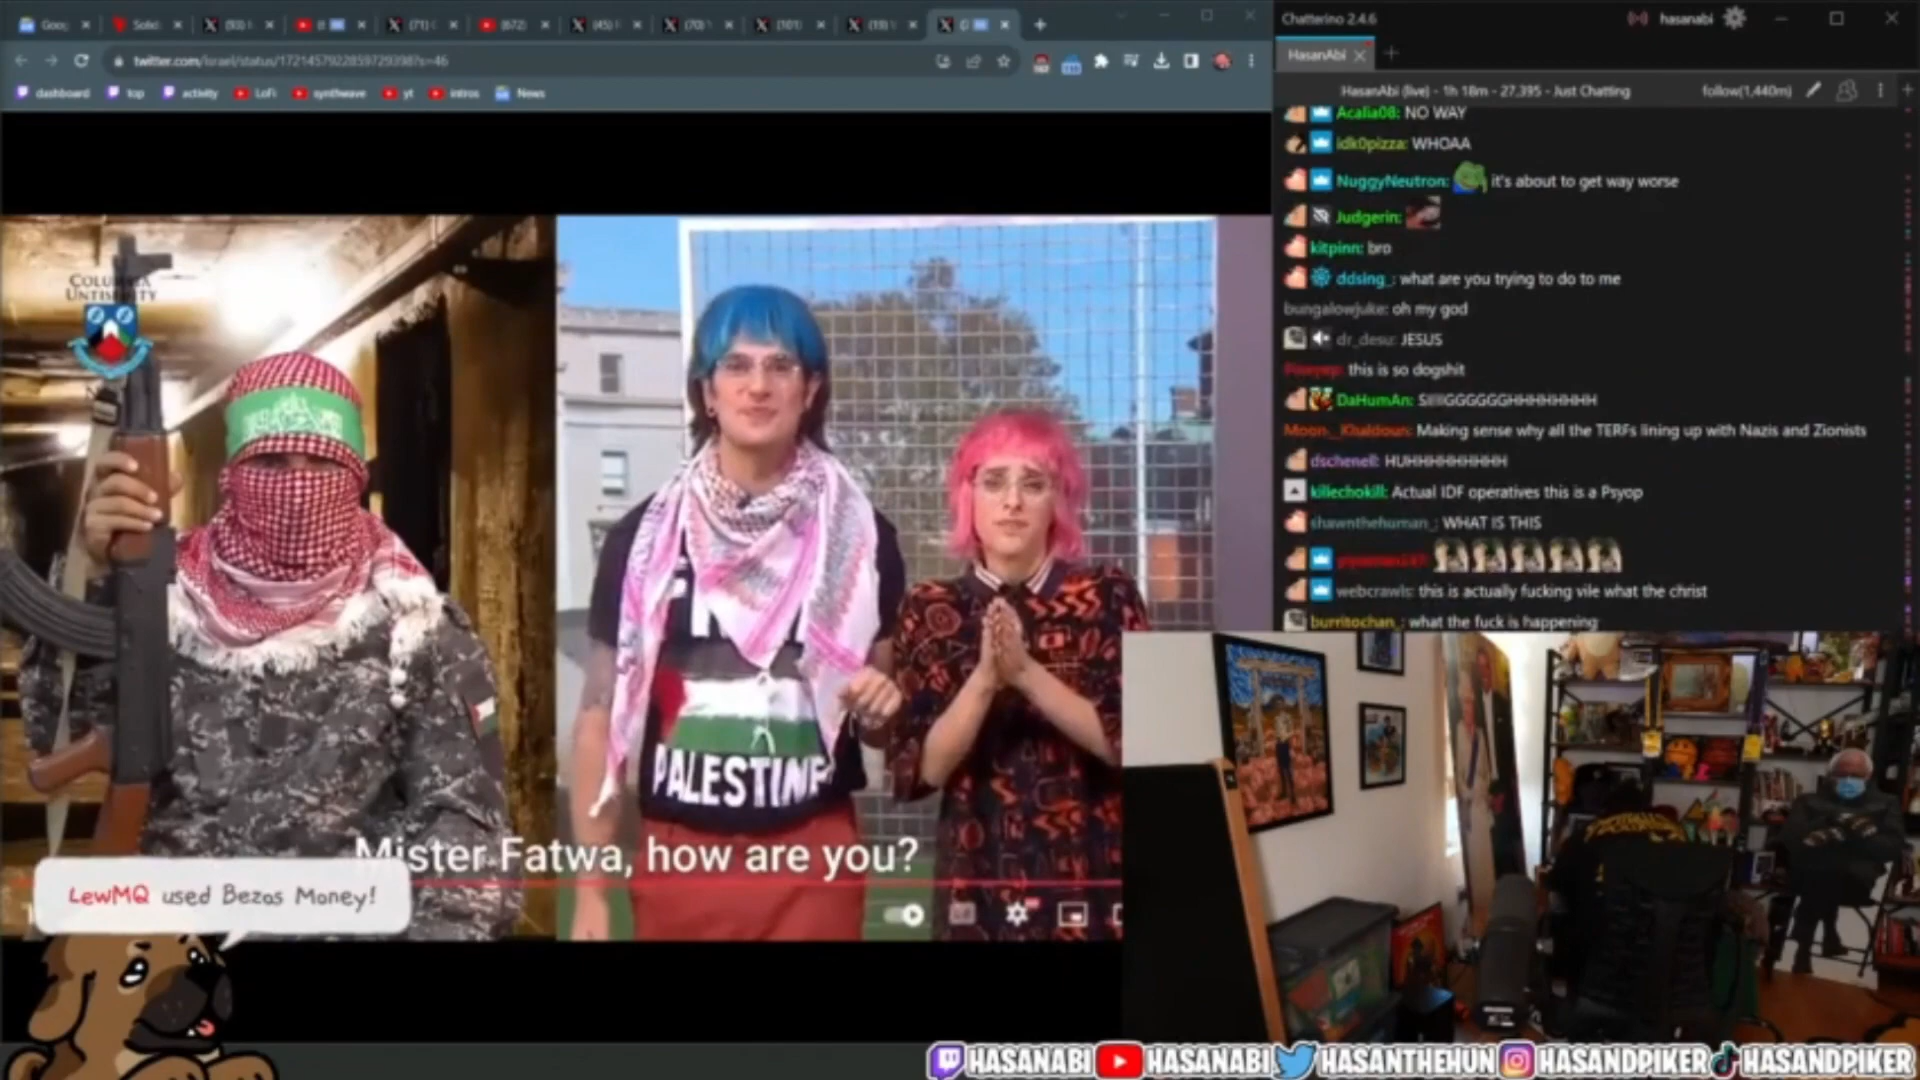 twitter.com/israel/status/1721457922859729398?s=46
dashboard
top
activity
LoFi
synthwave
yt
intros
News
COLUMBIA
UNTISEMITY
PALESTINE
Mister Fatwa, how are you?
LewMQ used Bezos Money!
Chatterino 2.4.6
hasanabi
HasanAbi
HasanAbi (live) - 1h 18m - 27,395 - Just Chatting
follow(1,440m)
Acalia08: NO WAY
idk0pizza: WHOAA
NuggyNeutron: it's about to get way worse
Judgerin:
kitpinn: bro
ddsing_: what are you trying to do to me
bungalowjuke: oh my god
dr_desu: JESUS
this is so dogshit
DaHumAn: SIIIIGGGGGGHHHHHHHHH
Moon__Khaldoun: Making sense why all the TERFs lining up with Nazis and Zionists
dschenell: HUHHHHHHHHHH
killechokill: Actual IDF operatives this is a Psyop
shawnthehuman_: WHAT IS THIS
webcrawls: this is actually fucking vile what the christ
burritochan_: what the fuck is happening
HASANABI
HASANABI
HASANTHEHUN
HASANDPIKER
HASANDPIKER